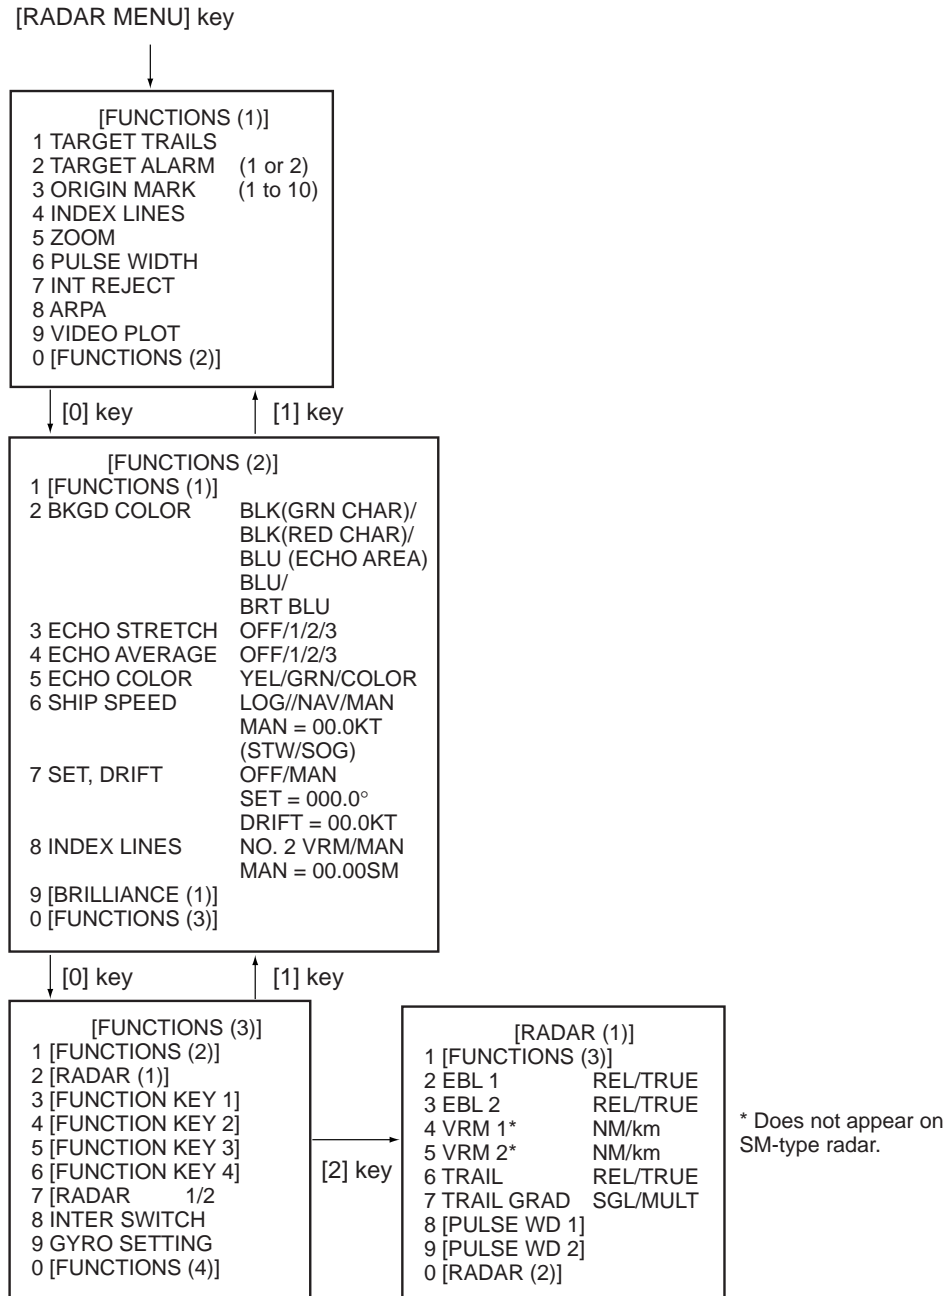 [RADAR MENU] key
[FUNCTIONS (1)]
1 TARGET TRAILS
2 TARGET ALARM (1 or 2)
3 ORIGIN MARK (1 to 10)
4 INDEX LINES
5 ZOOM
6 PULSE WIDTH
7 INT REJECT
8 ARPA
9 VIDEO PLOT
0 [FUNCTIONS (2)]
[0] key [1] key
[FUNCTIONS (2)]
1 [FUNCTIONS (1)]
2 BKGD COLOR BLK(GRN CHAR)/
BLK(RED CHAR)/
BLU (ECHO AREA)
BLU/
BRT BLU
3 ECHO STRETCH OFF/1/2/3
4 ECHO AVERAGE OFF/1/2/3
5 ECHO COLOR YEL/GRN/COLOR
6 SHIP SPEED LOG//NAV/MAN
MAN = 00.0KT
(STW/SOG)
7 SET, DRIFT OFF/MAN
SET = 000.0°
DRIFT = 00.0KT
8 INDEX LINES NO. 2 VRM/MAN
MAN = 00.00SM
9 [BRILLIANCE (1)]
0 [FUNCTIONS (3)]
[0] key [1] key
[FUNCTIONS (3)]
1 [FUNCTIONS (2)]
2 [RADAR (1)]
3 [FUNCTION KEY 1]
4 [FUNCTION KEY 2]
5 [FUNCTION KEY 3]
6 [FUNCTION KEY 4]
7 [RADAR 1/2
8 INTER SWITCH
9 GYRO SETTING
0 [FUNCTIONS (4)]
[2] key
[RADAR (1)]
1 [FUNCTIONS (3)]
2 EBL 1 REL/TRUE
3 EBL 2 REL/TRUE
4 VRM 1* NM/km
5 VRM 2* NM/km
6 TRAIL REL/TRUE
7 TRAIL GRAD SGL/MULT
8 [PULSE WD 1]
9 [PULSE WD 2]
0 [RADAR (2)]
* Does not appear on
SM-type radar.